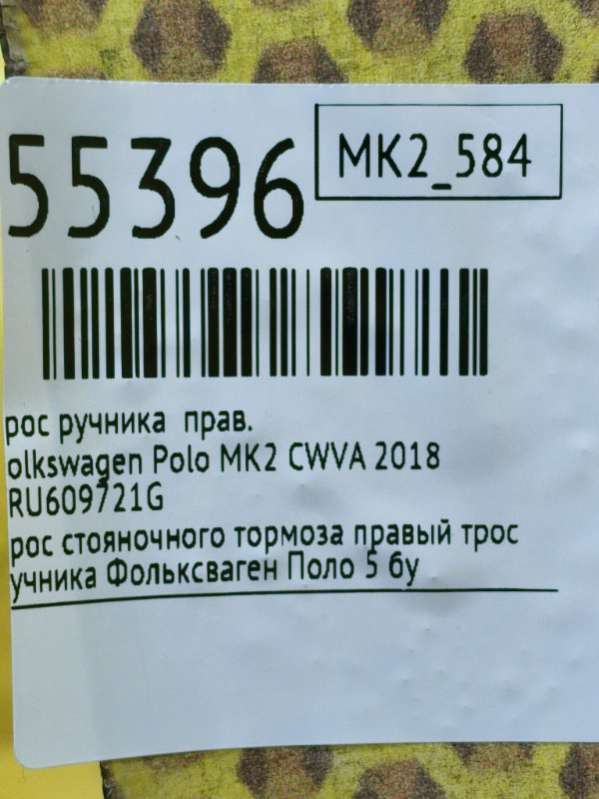 55396
MK2_584
рос ручника прав.
olkswagen Polo MK2 CWVA 2018
RU609721G
рос стояночного тормоза правый трос
учника Фольксваген Поло 5 бу